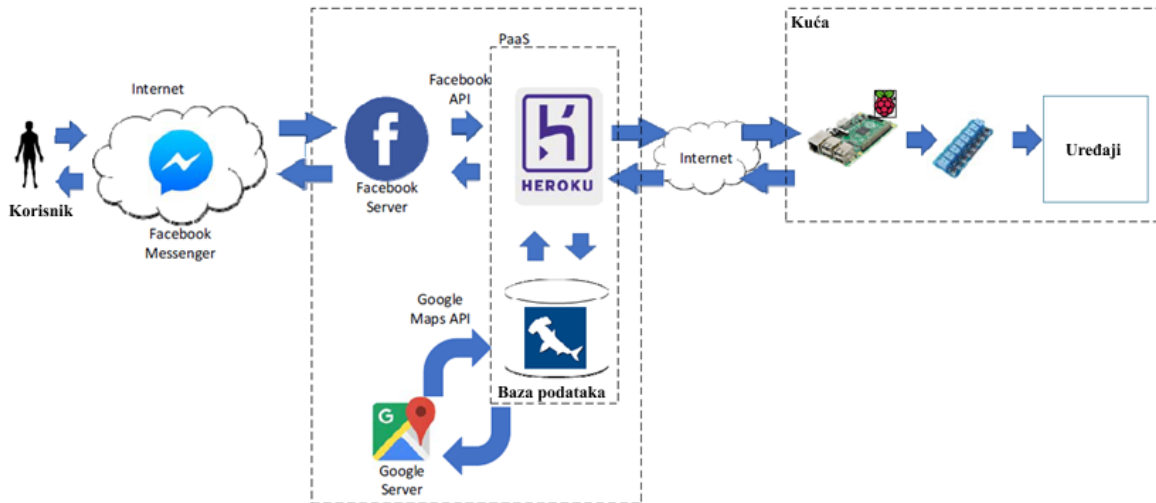 Internet
Korisnik
Facebook
Messenger
Facebook
Server
Facebook
API
PaaS
HEROKU
Google
Maps API
G
Google
Server
Baza podataka
Internet
Kuća
Uređaji